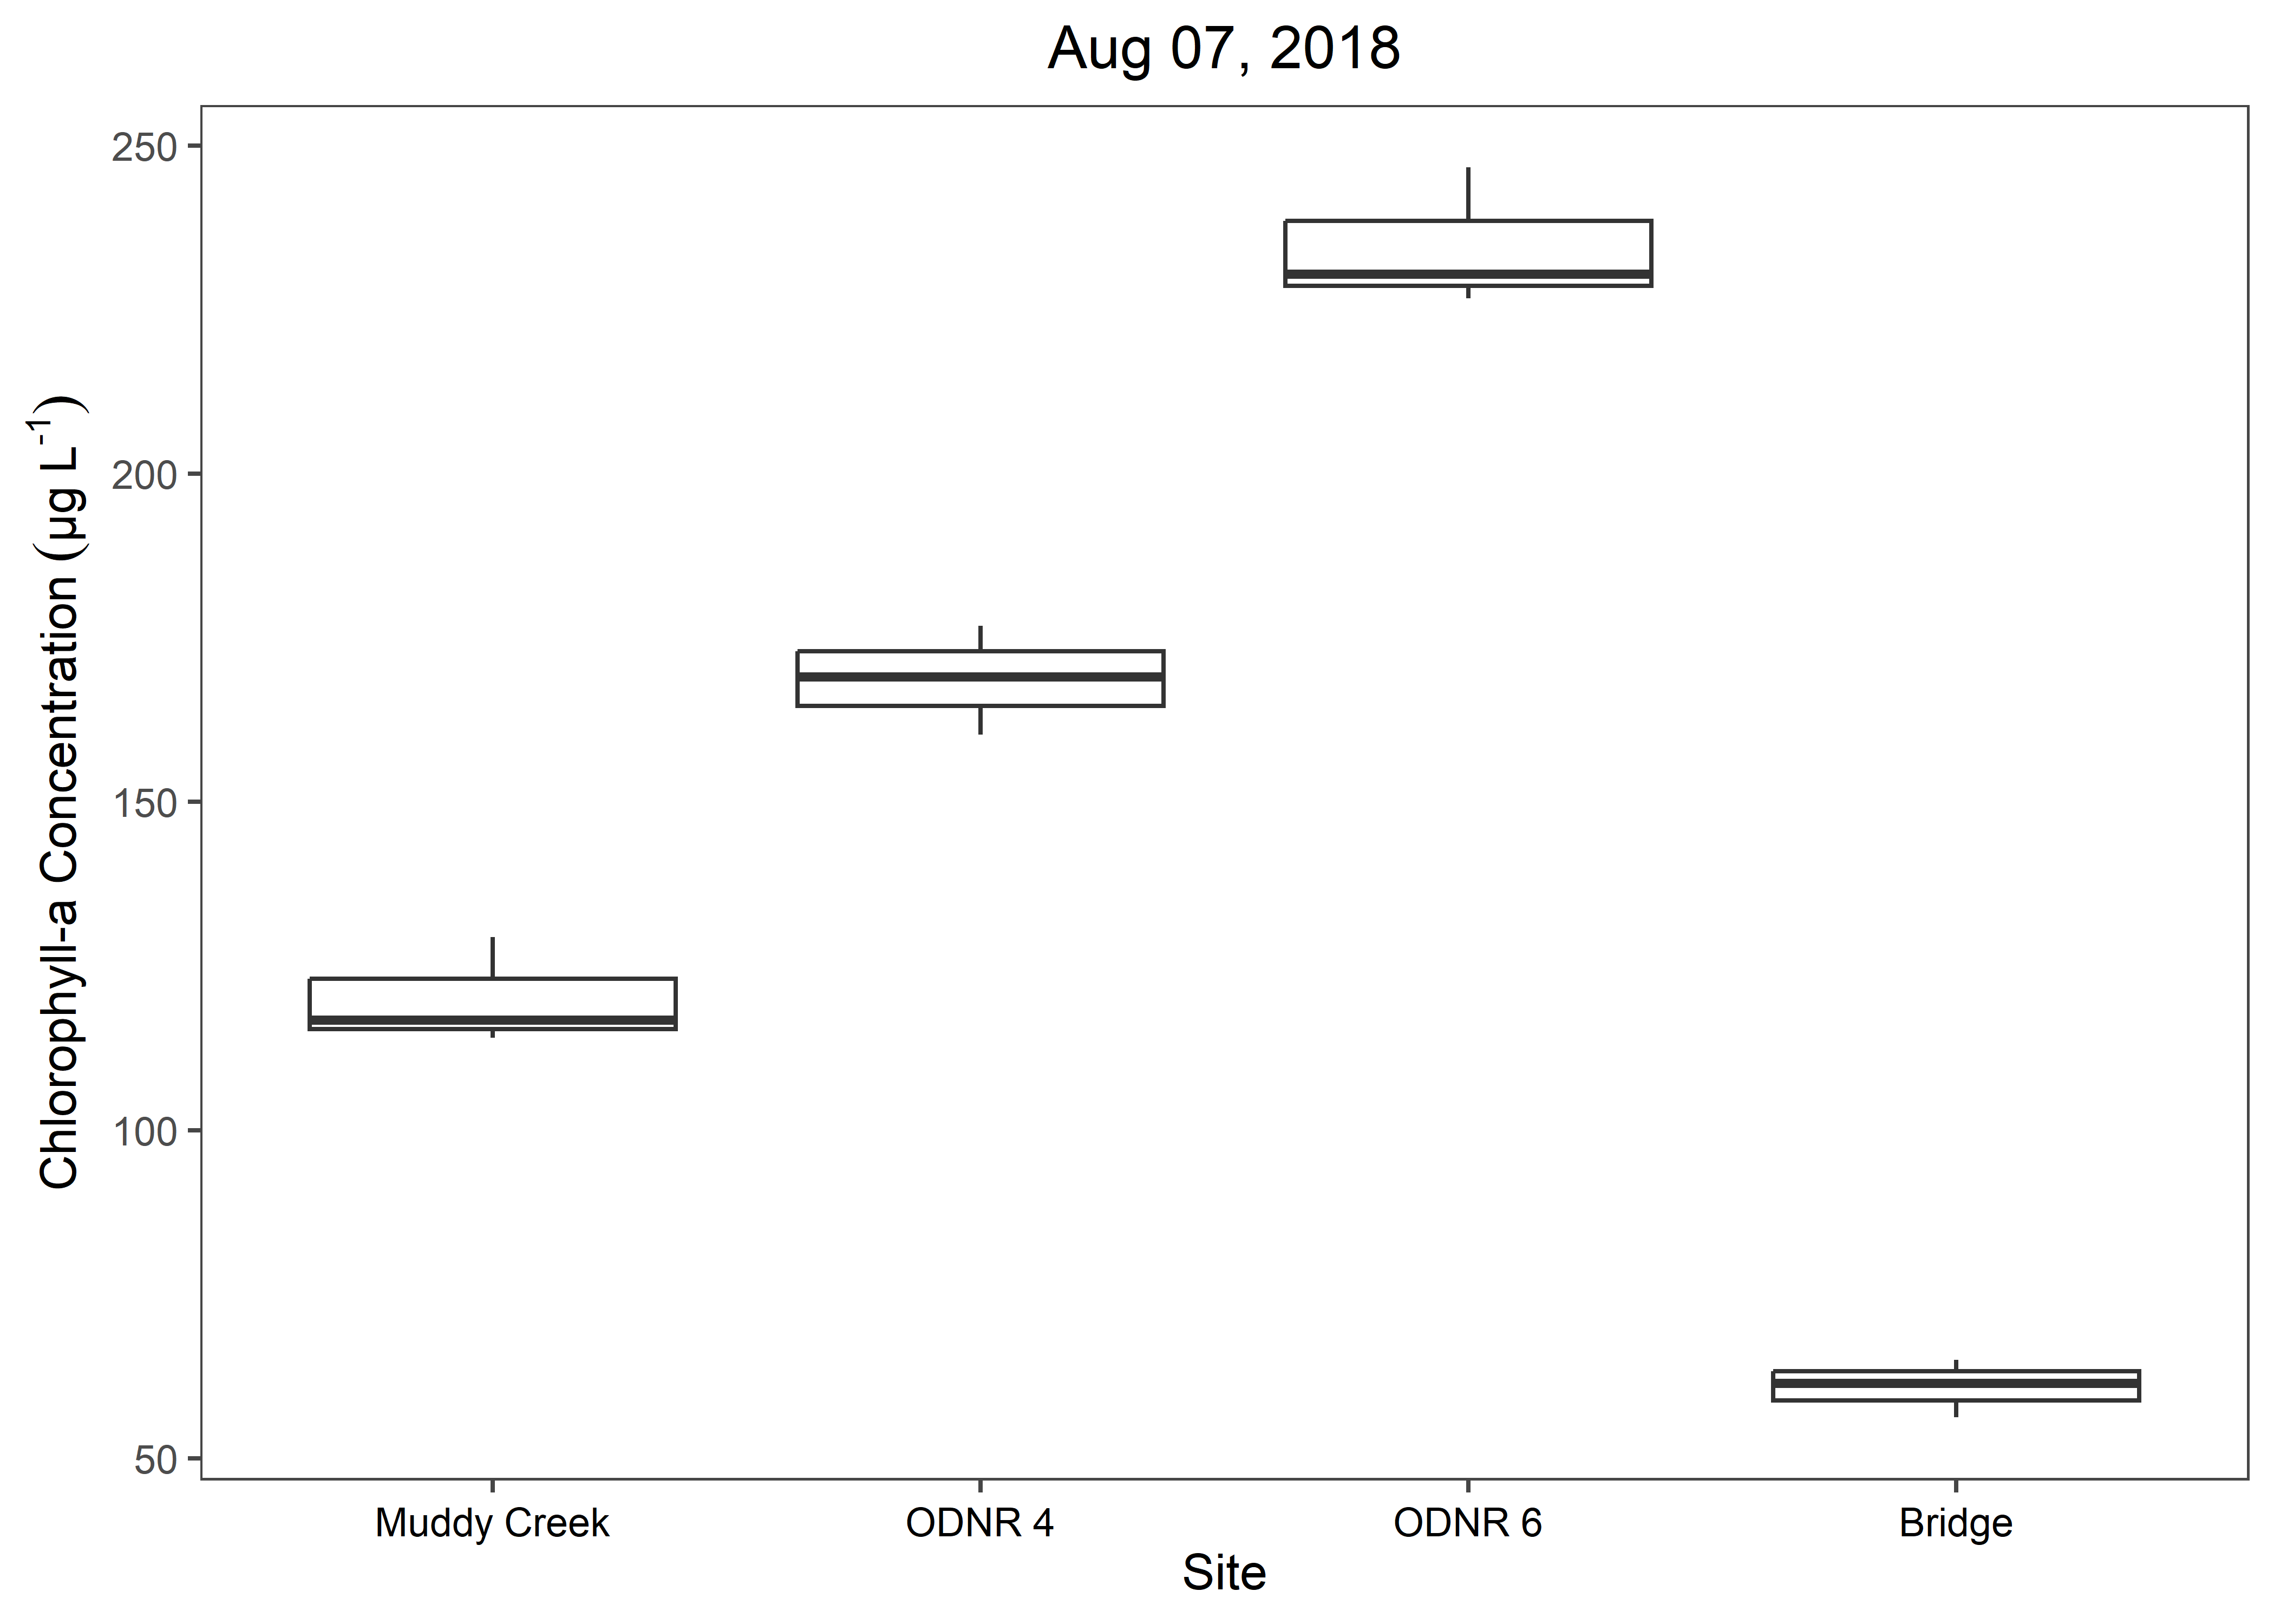 Aug 07, 2018
Chlorophyll-a Concentration (µg L⁻¹)
250
200
150
100
50
Muddy Creek ODNR 4 ODNR 6 Bridge
Site